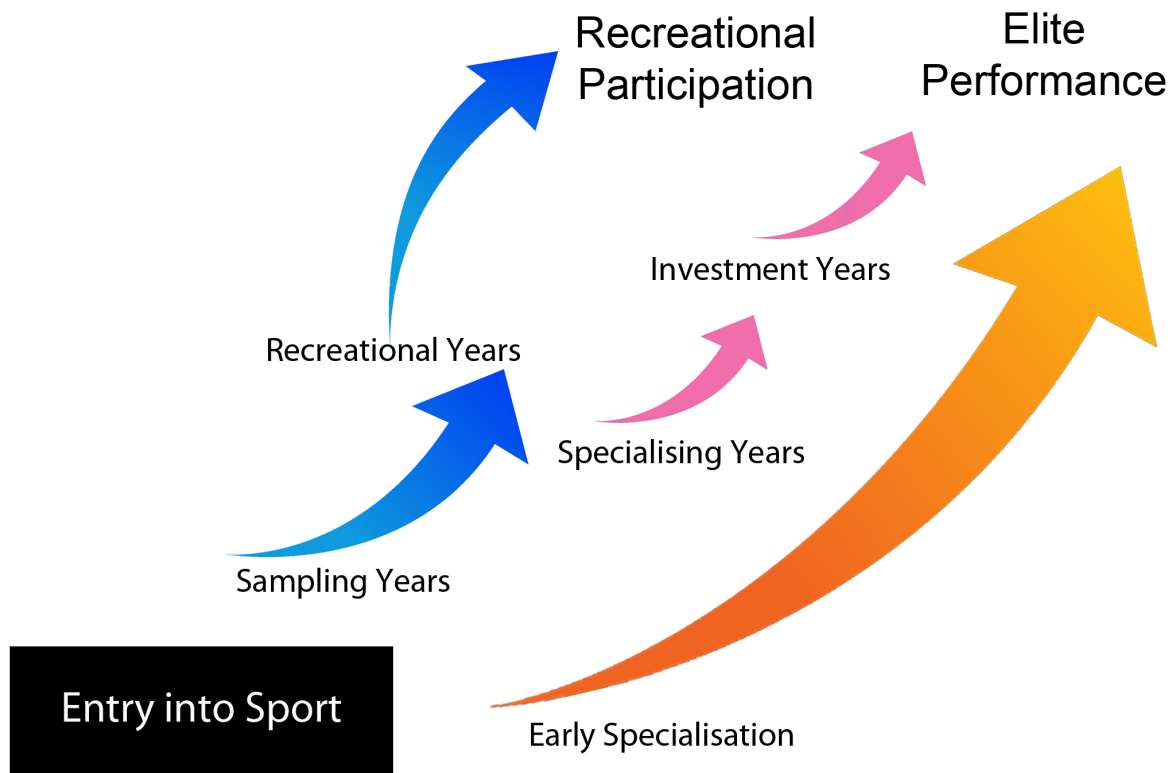 Recreational
Participation
Elite
Performance
Investment Years
Recreational Years
Specialising Years
Sampling Years
Entry into Sport
Early Specialisation